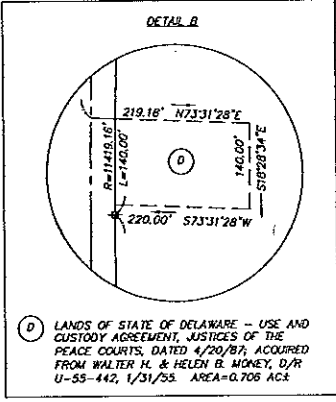 DETAIL B
219.16' N73°31'28"E
R=11419.16'
L=140.00'
D
140.00'
S18°28'34"E
220.00' S73°31'28"W
D LANDS OF STATE OF DELAWARE - USE AND
CUSTODY AGREEMENT, JUSTICES OF THE
PEACE COURTS, DATED 4/20/87; ACQUIRED
FROM WALTER H. & HELEN B. MONEY, D/R
U-55-442, 1/31/55. AREA=0.706 AC±